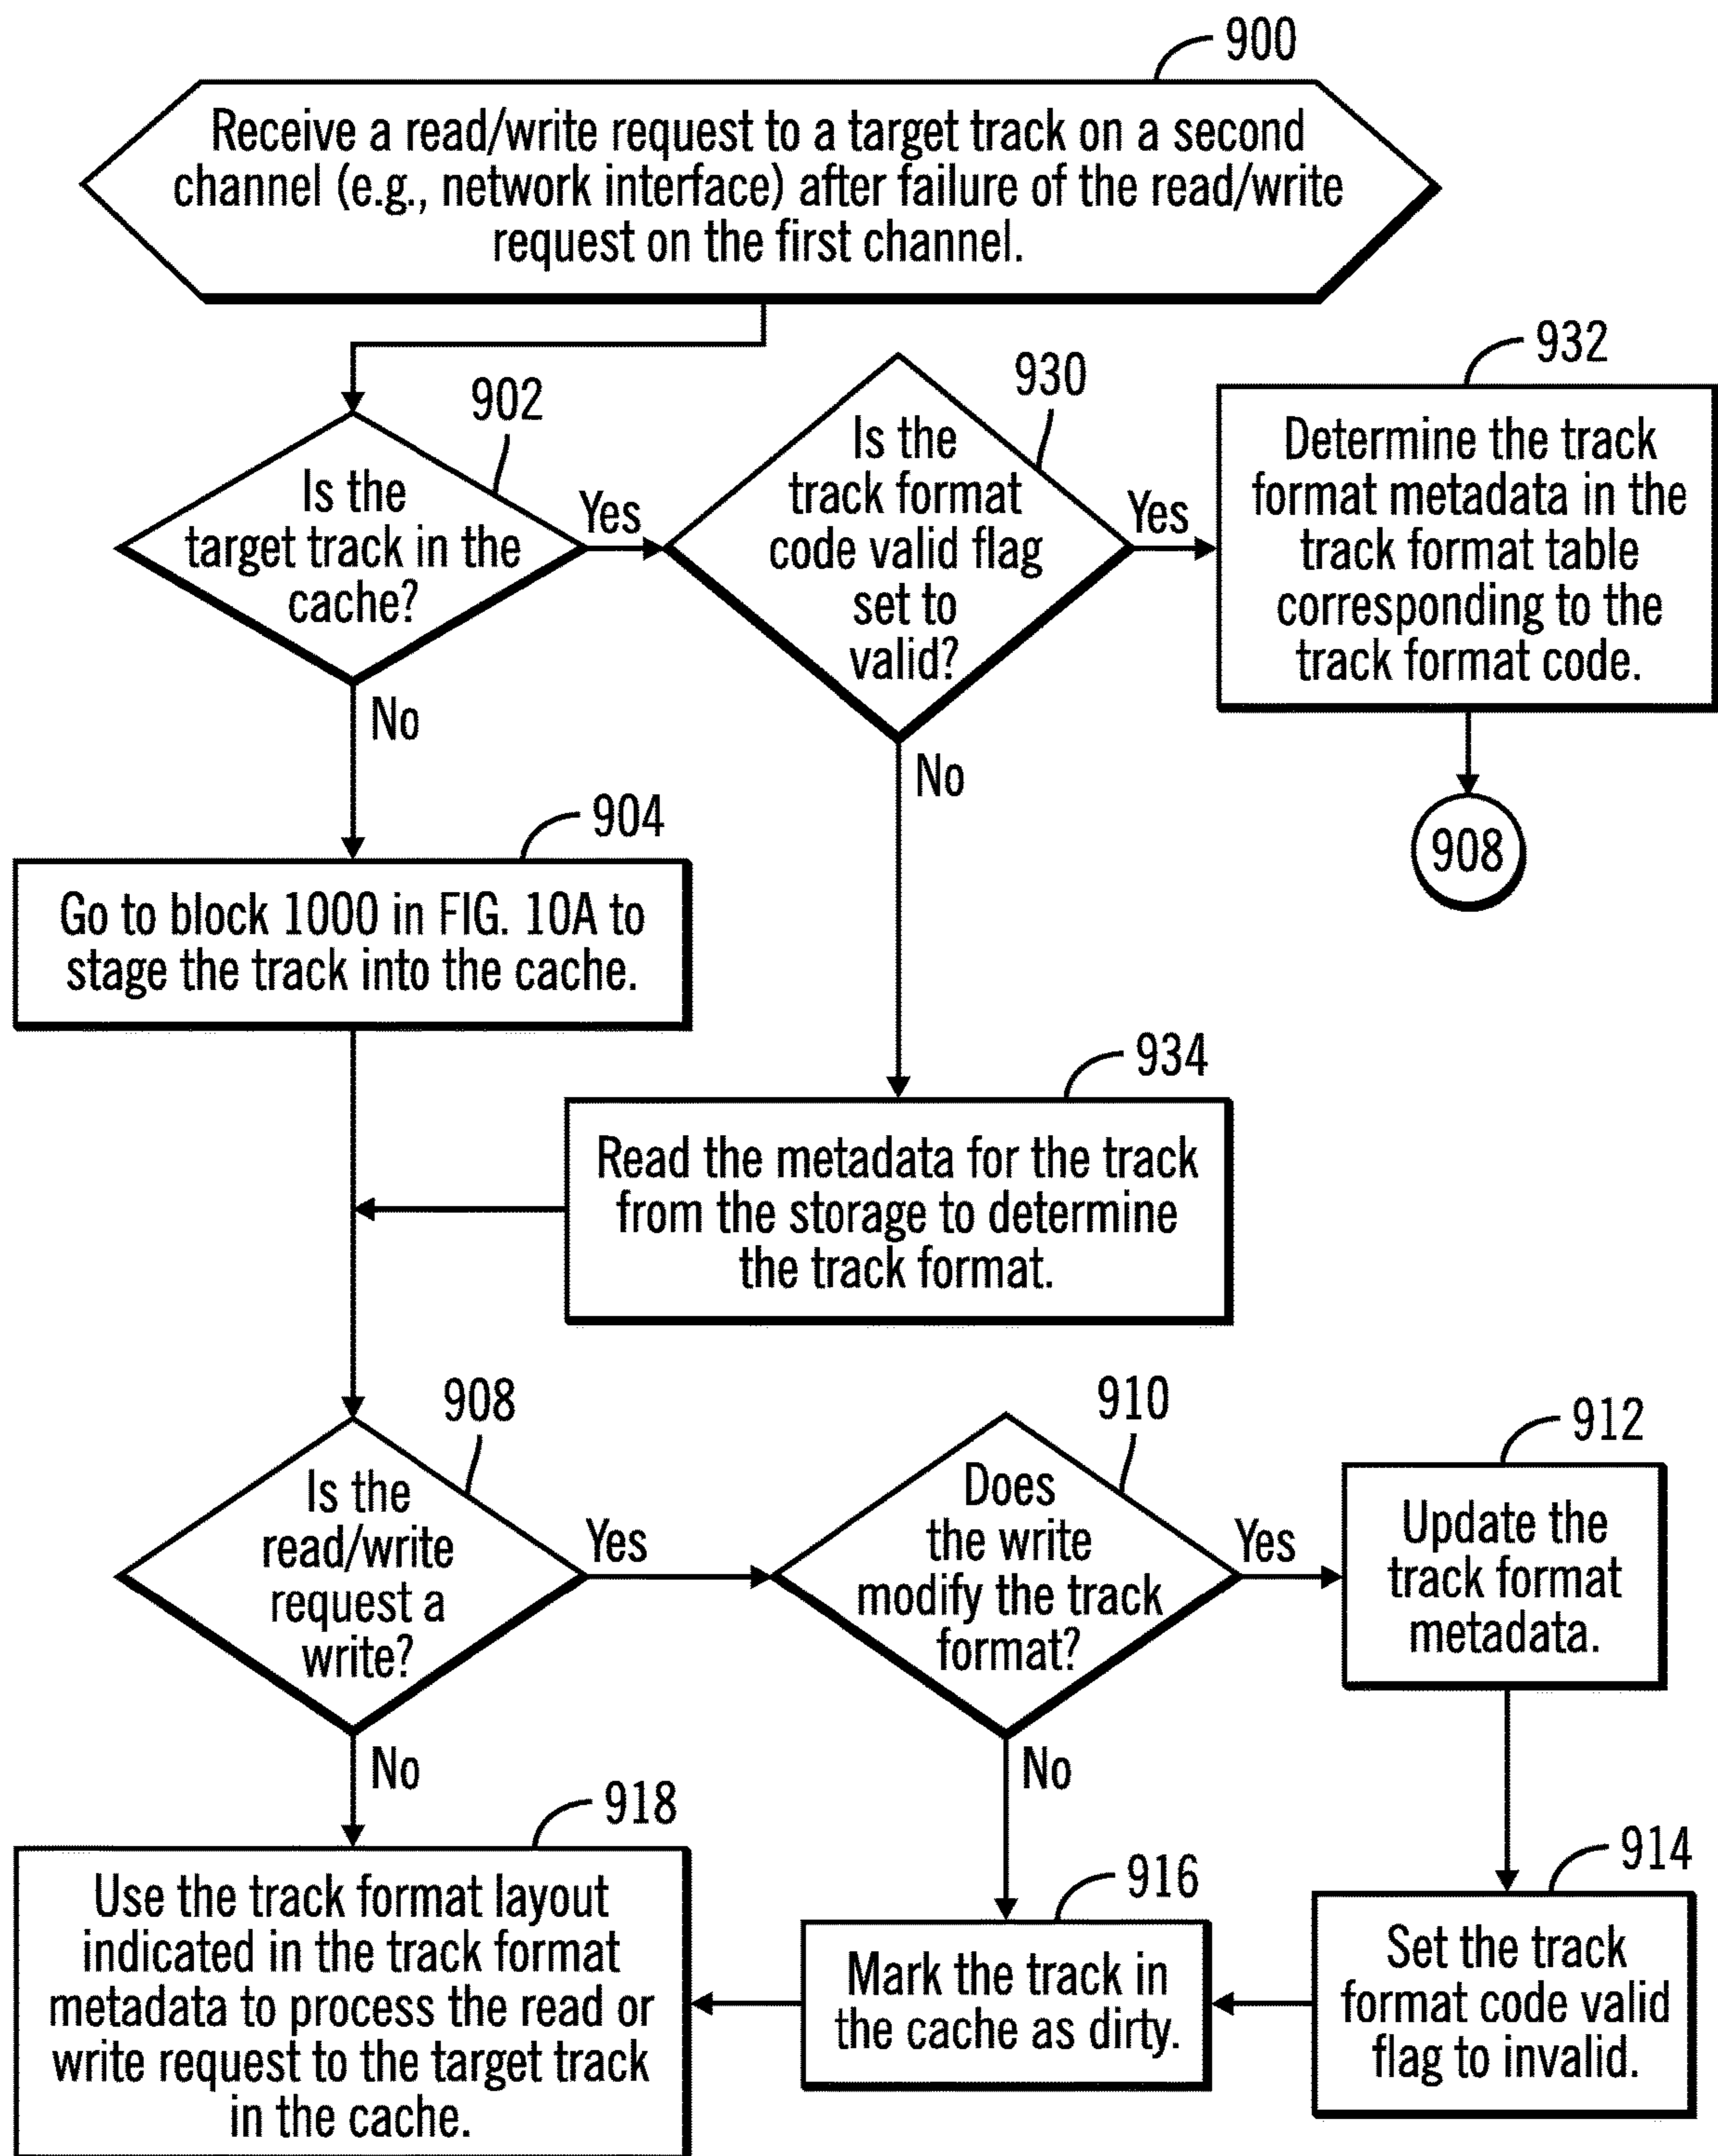 900
Receive a read/write request to a target track on a second
channel (e.g., network interface) after failure of the read/write
request on the first channel.
902
Is the
target track in the
cache?
Yes
No
930
Is the
track format
code valid flag
set to
valid?
Yes
No
932
Determine the track
format metadata in the
track format table
corresponding to the
track format code.
908
904
Go to block 1000 in FIG. 10A to
stage the track into the cache.
934
Read the metadata for the track
from the storage to determine
the track format.
908
Is the
read/write
request a
write?
Yes
No
910
Does
the write
modify the track
format?
Yes
No
912
Update the
track format
metadata.
914
Set the track
format code valid
flag to invalid.
916
Mark the track in
the cache as dirty.
918
Use the track format layout
indicated in the track format
metadata to process the read or
write request to the target track
in the cache.